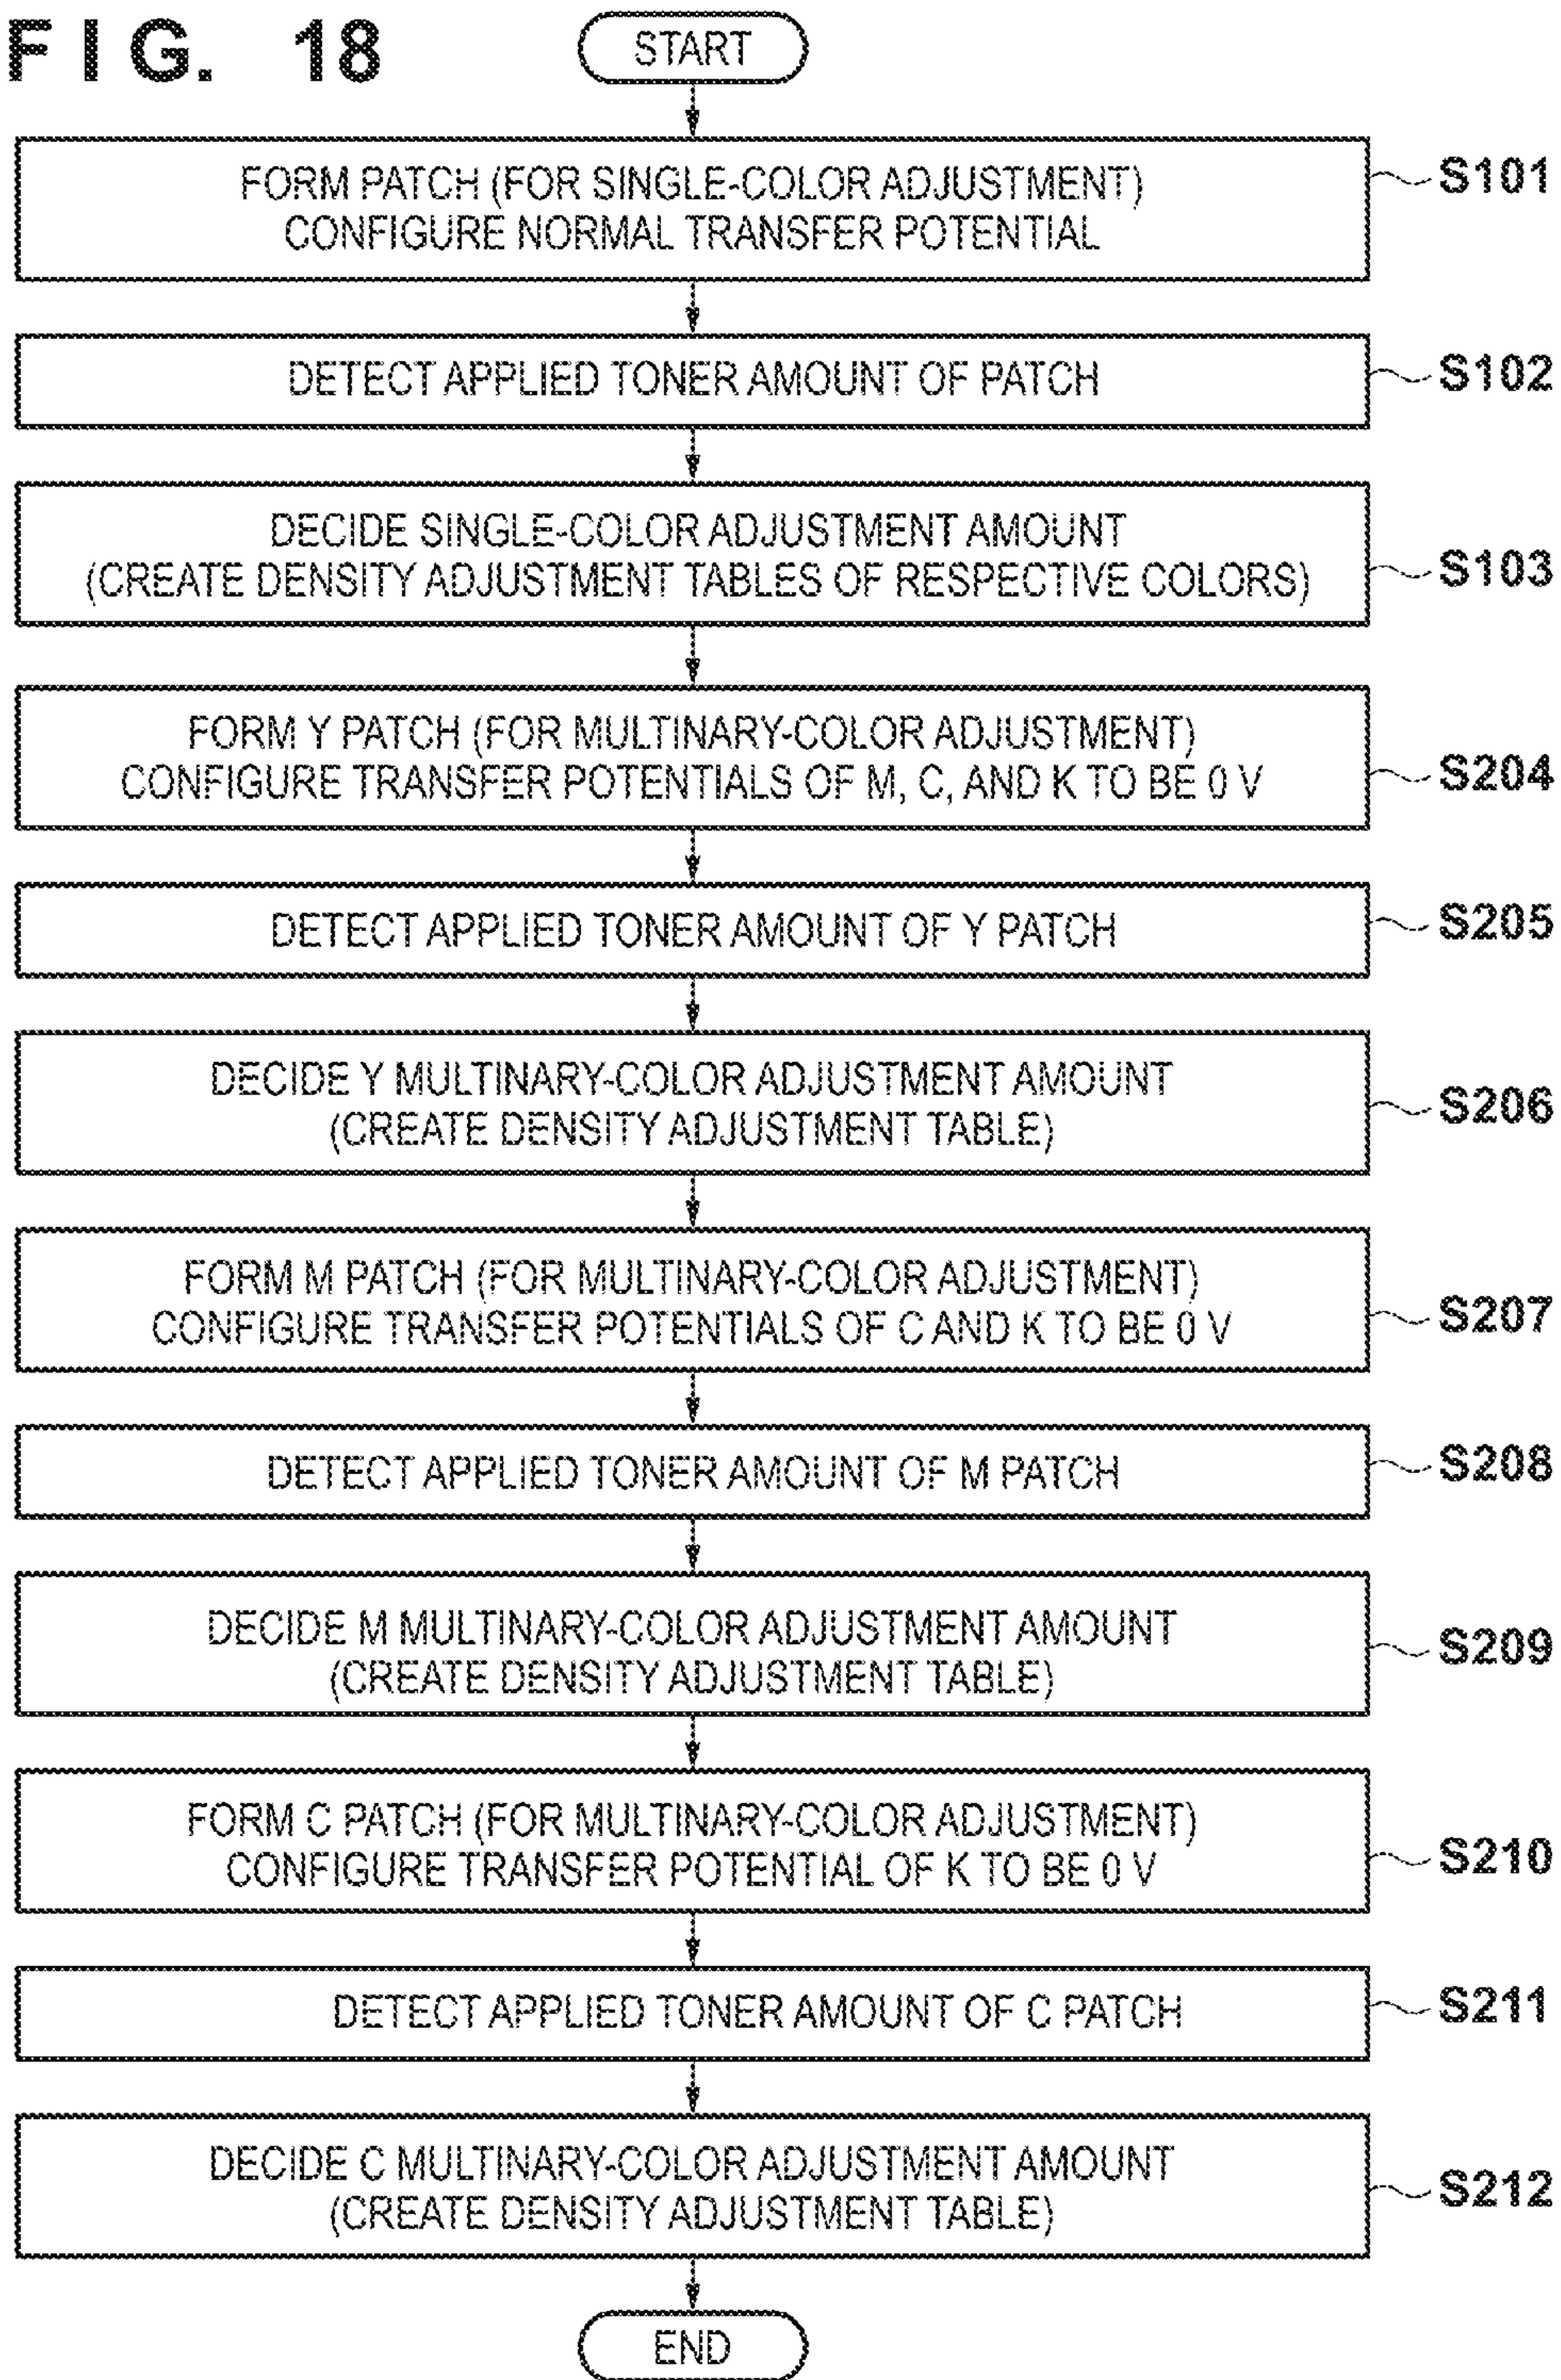 FIG. 18
START
FORM PATCH (FOR SINGLE-COLOR ADJUSTMENT)
CONFIGURE NORMAL TRANSFER POTENTIAL
S101
DETECT APPLIED TONER AMOUNT OF PATCH
S102
DECIDE SINGLE-COLOR ADJUSTMENT AMOUNT
(CREATE DENSITY ADJUSTMENT TABLES OF RESPECTIVE COLORS)
S103
FORM Y PATCH (FOR MULTINARY-COLOR ADJUSTMENT)
CONFIGURE TRANSFER POTENTIALS OF M, C, AND K TO BE 0 V
S204
DETECT APPLIED TONER AMOUNT OF Y PATCH
S205
DECIDE Y MULTINARY-COLOR ADJUSTMENT AMOUNT
(CREATE DENSITY ADJUSTMENT TABLE)
S206
FORM M PATCH (FOR MULTINARY-COLOR ADJUSTMENT)
CONFIGURE TRANSFER POTENTIALS OF C AND K TO BE 0 V
S207
DETECT APPLIED TONER AMOUNT OF M PATCH
S208
DECIDE M MULTINARY-COLOR ADJUSTMENT AMOUNT
(CREATE DENSITY ADJUSTMENT TABLE)
S209
FORM C PATCH (FOR MULTINARY-COLOR ADJUSTMENT)
CONFIGURE TRANSFER POTENTIAL OF K TO BE 0 V
S210
DETECT APPLIED TONER AMOUNT OF C PATCH
S211
DECIDE C MULTINARY-COLOR ADJUSTMENT AMOUNT
(CREATE DENSITY ADJUSTMENT TABLE)
S212
END